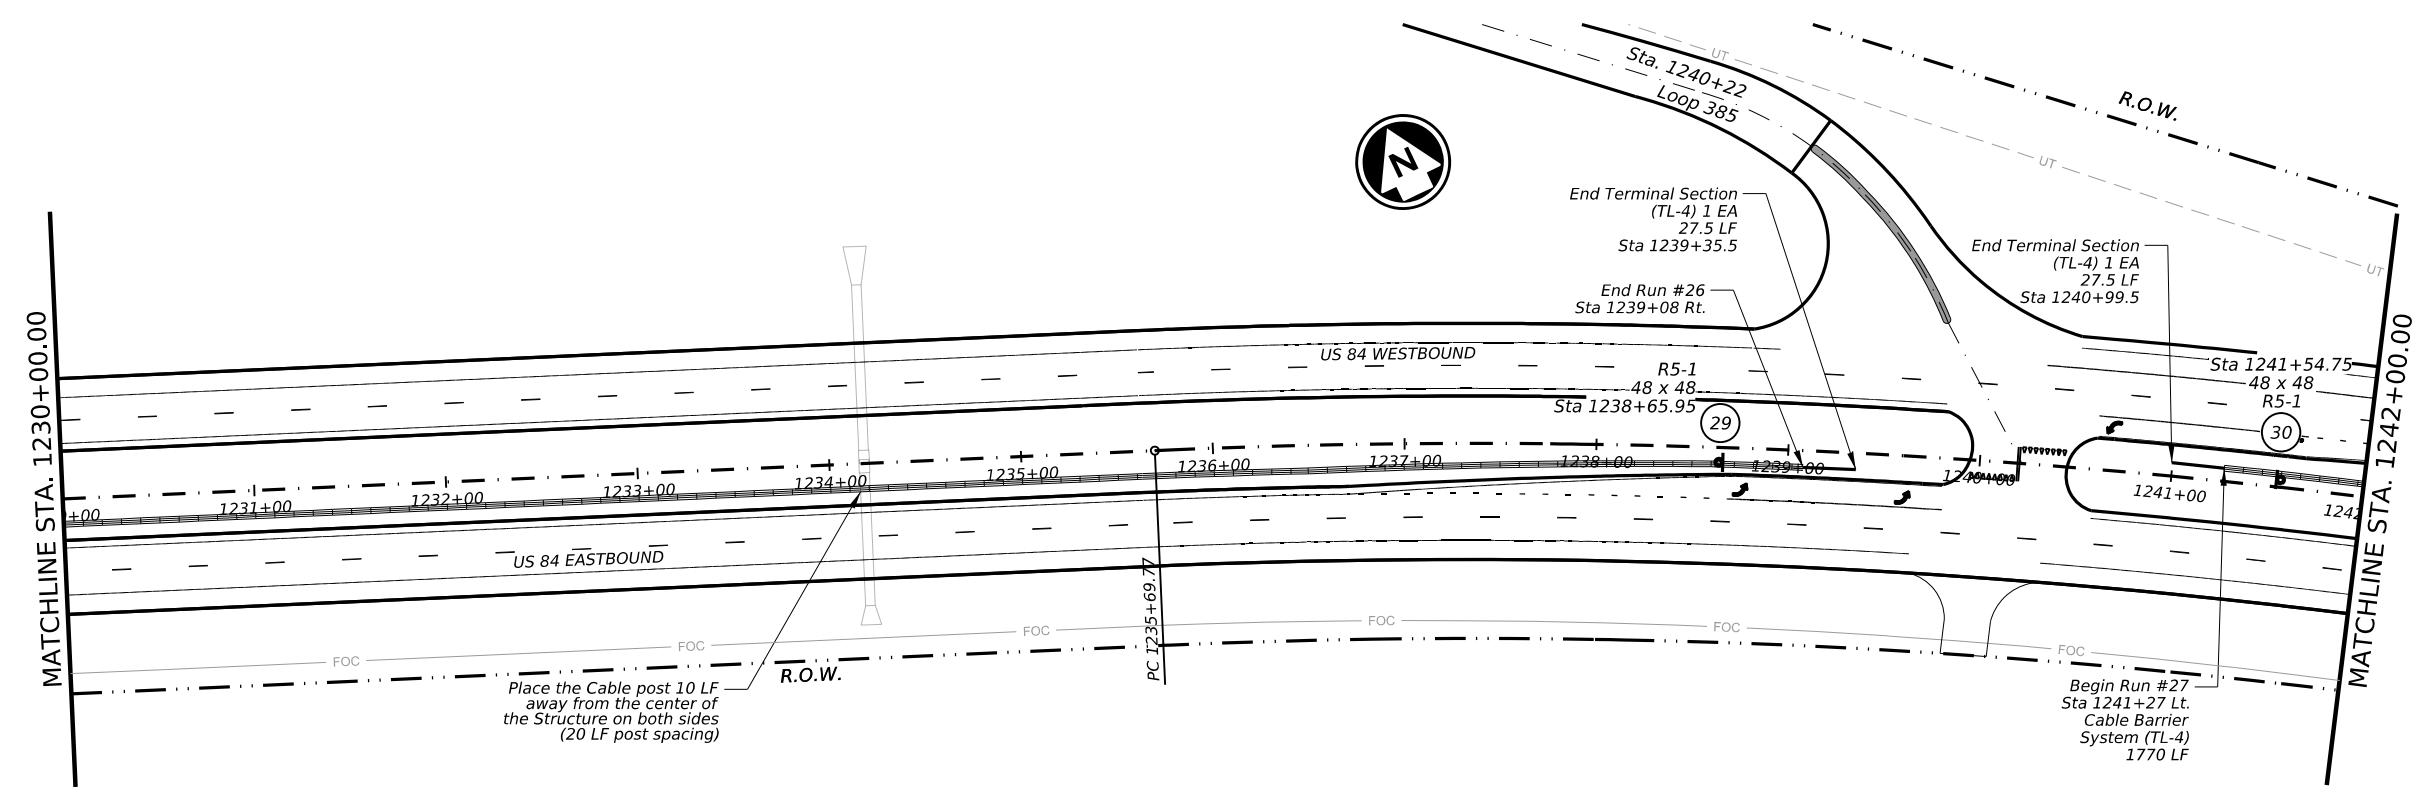 UT
Sta. 1240+22
Loop 385
R.O.W.
UT
N
End Terminal Section
(TL-4) 1 EA
27.5 LF
Sta 1239+35.5
End Run #26
Sta 1239+08 Rt.
End Terminal Section
(TL-4) 1 EA
27.5 LF
Sta 1240+99.5
UT
MATCHLINE STA. 1230+00.00
US 84 WESTBOUND
R5-1
48 x 48
Sta 1238+65.95
29
Sta 1241+54.75
48 x 48
R5-1
30
MATCHLINE STA. 1242+00.00
+00
1231+00
1232+00
1233+00
1234+00
1235+00
1236+00
1237+00
1238+00
1239+00
1240+00
1241+00
1242
US 84 EASTBOUND
PC 1235+69.77
FOC
FOC
FOC
FOC
FOC
FOC
R.O.W.
Place the Cable post 10 LF
away from the center of
the Structure on both sides
(20 LF post spacing)
Begin Run #27
Sta 1241+27 Lt.
Cable Barrier
System (TL-4)
1770 LF